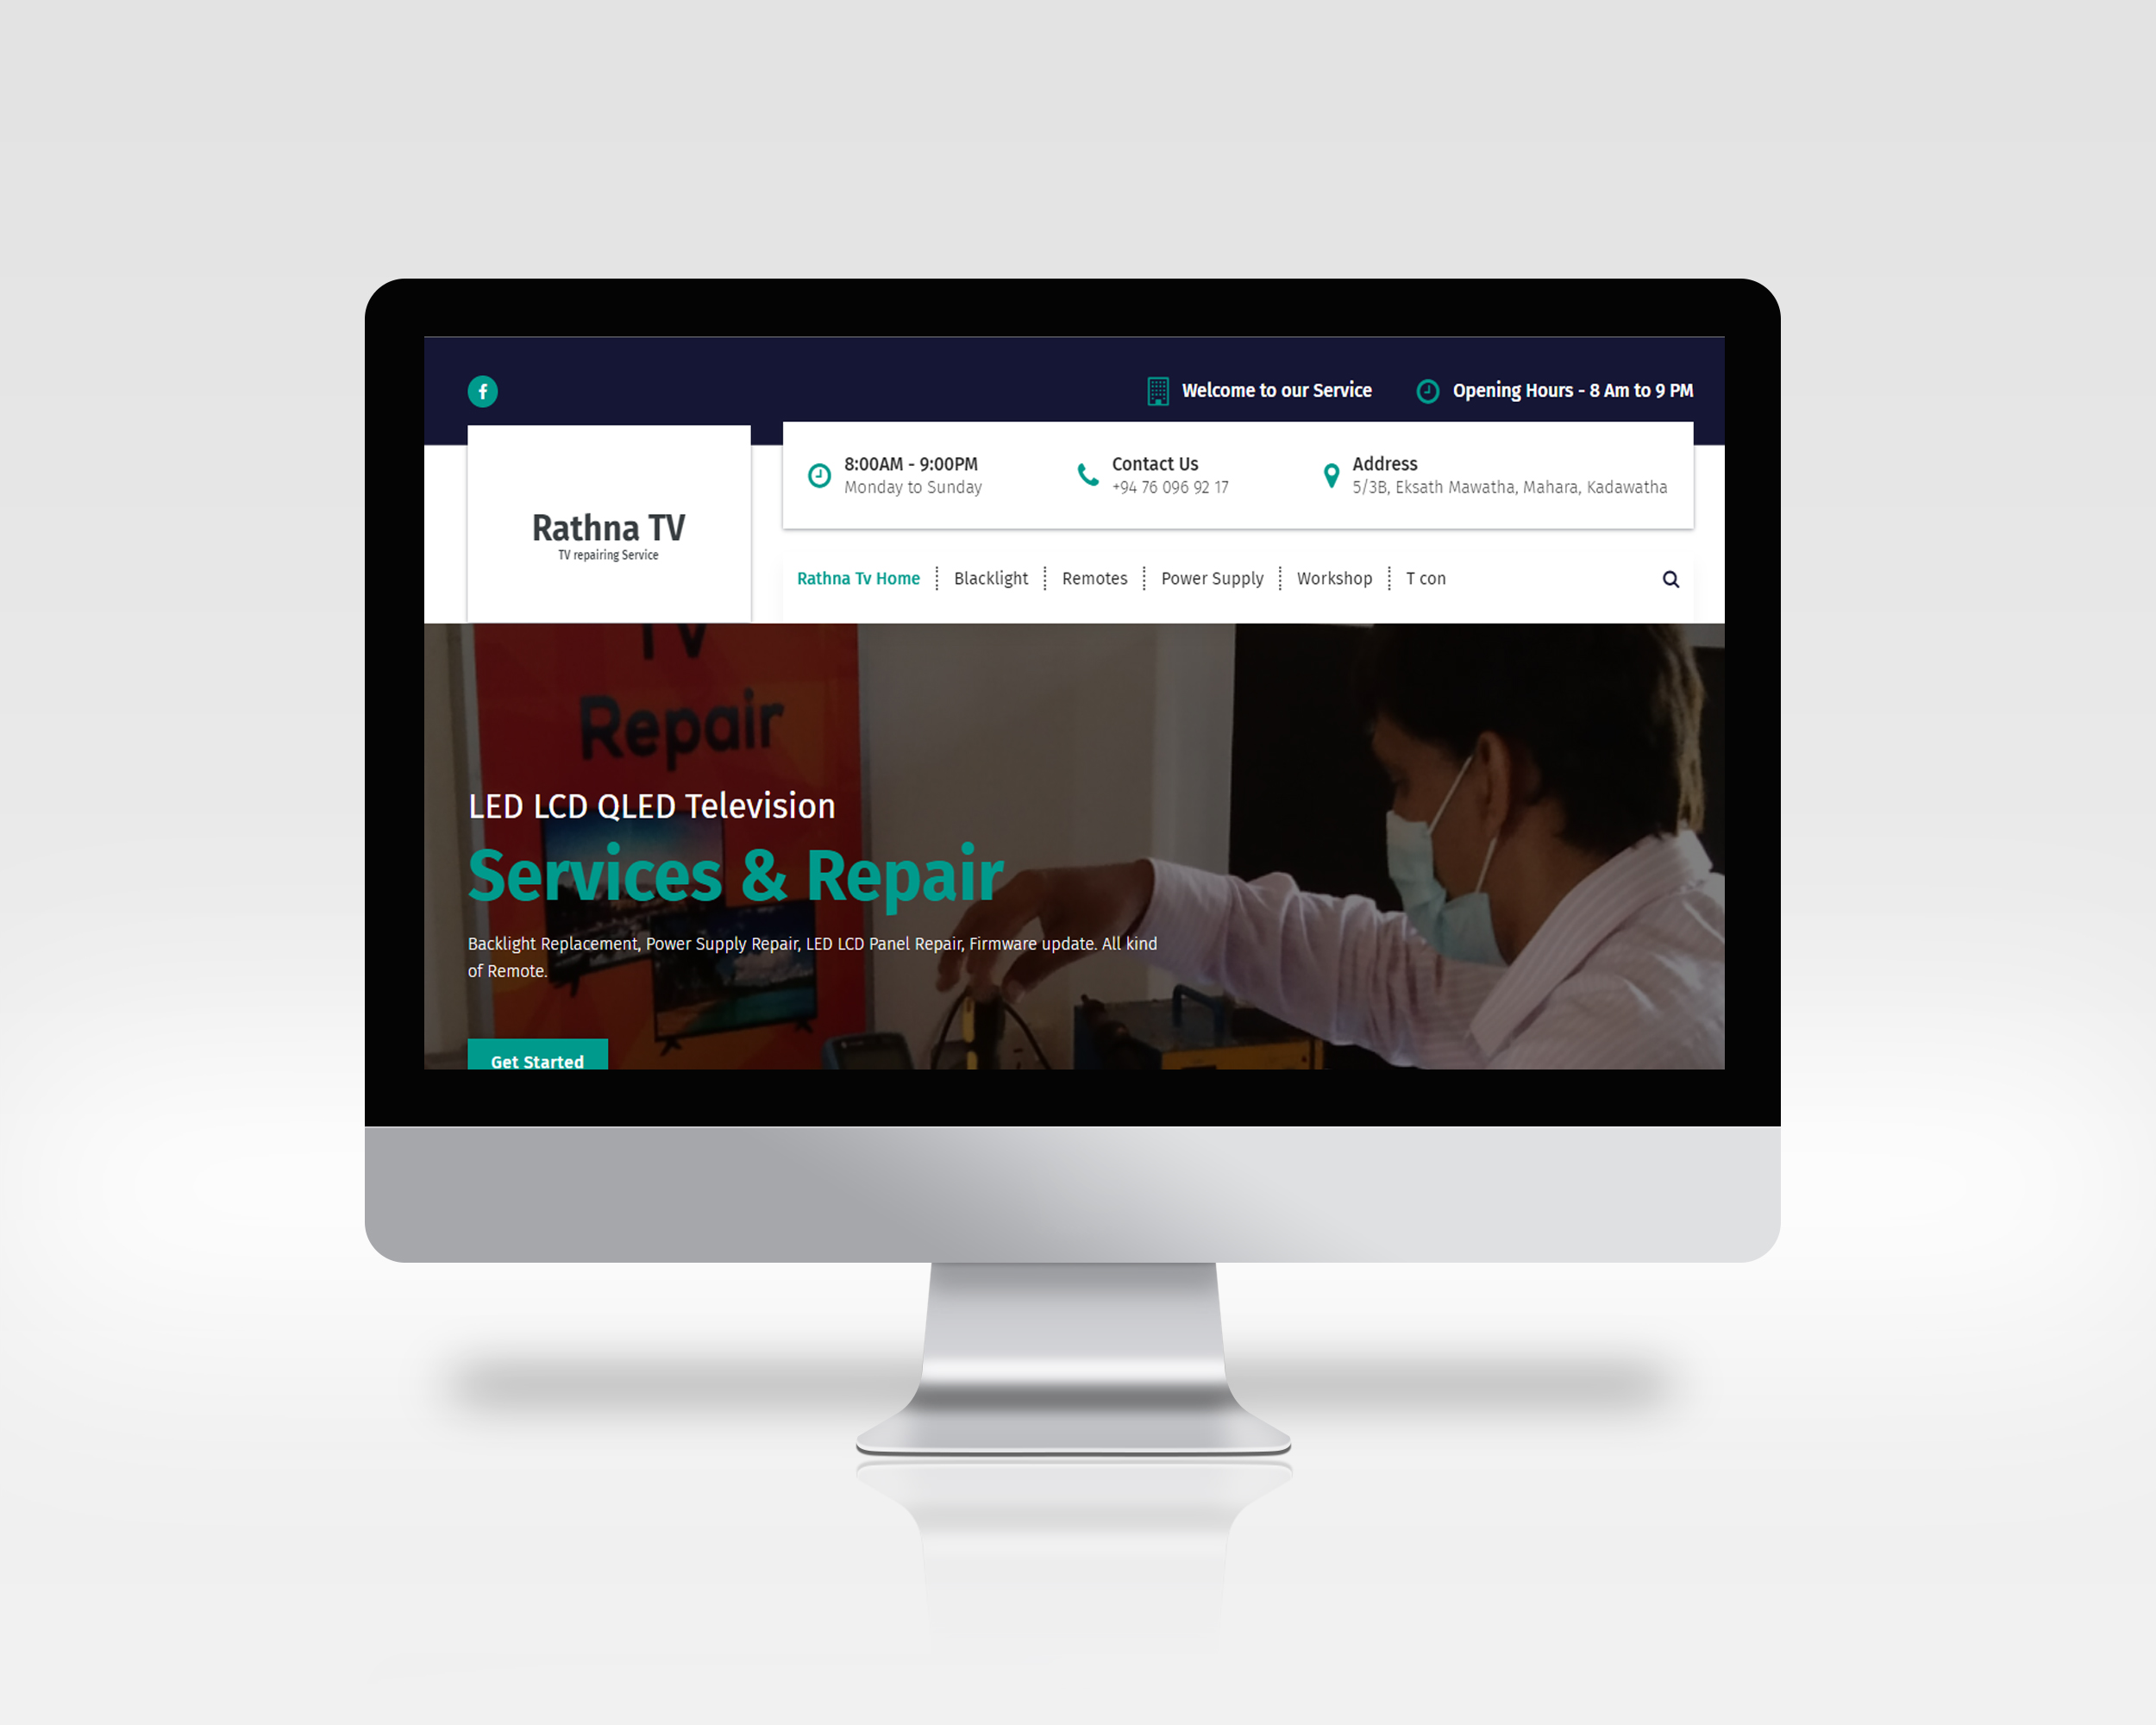 Welcome to our Service
Opening Hours - 8 Am to 9 PM
8:00AM - 9:00PM
Monday to Sunday
Contact Us
+94 76 096 92 17
Address
5/3B, Eksath Mawatha, Mahara, Kadawatha
Rathna TV
TV repairing Service
Rathna Tv Home
Blacklight
Remotes
Power Supply
Workshop
T con
TV
Repair
LED LCD QLED Television
Services & Repair
Backlight Replacement, Power Supply Repair, LED LCD Panel Repair, Firmware update. All kind
of Remote.
Get Started